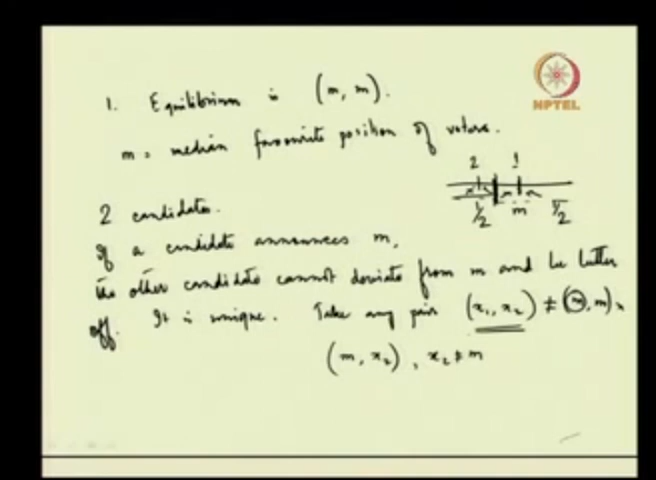 NPTEL
1. Equilibrium is (m, m).
m = median favourite position of voters.
2 1
1/2 m 1/2
2 candidates.
If a candidate announces m,
the other candidate cannot deviate from m and be better
off. It is unique. Take any pair (x₁, x₂) ≠ (m, m),
(m, x₂), x₂ ≠ m